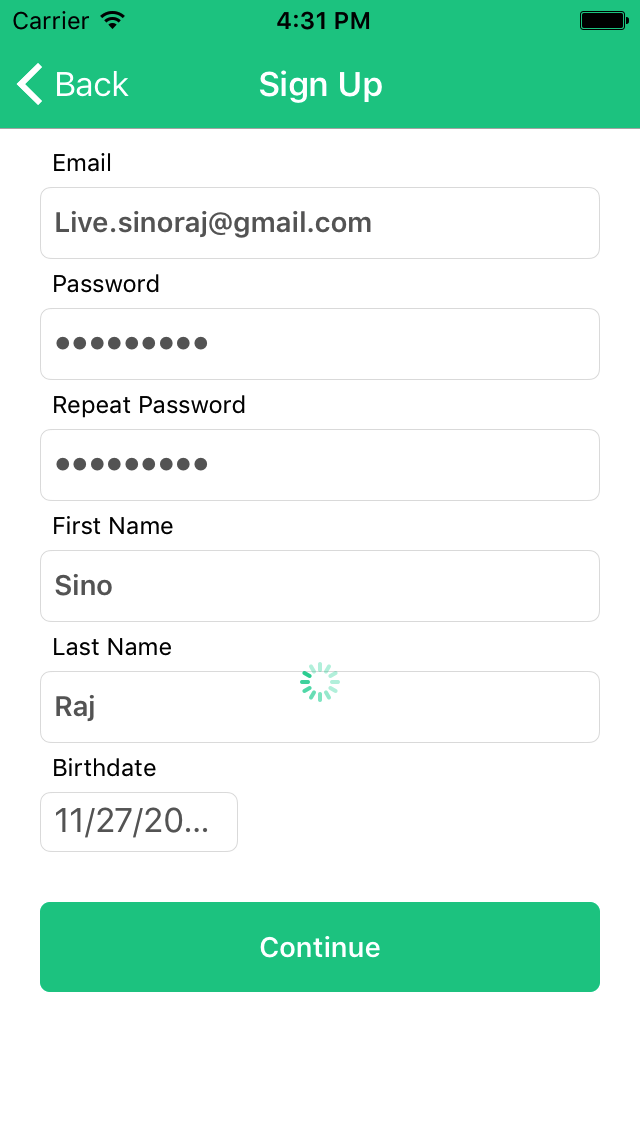 Carrier 4:31 PM
Back Sign Up
Email
Live.sinoraj@gmail.com
Password
●●●●●●●●●
Repeat Password
●●●●●●●●●
First Name
Sino
Last Name
Raj
Birthdate
11/27/20...
Continue